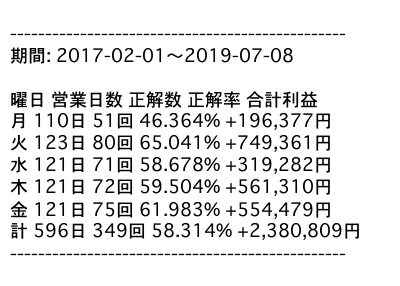 ------------------------------------------------
期間: 2017-02-01～2019-07-08
曜日 営業日数 正解数 正解率 合計利益
月 110日 51回 46.364% +196,377円
火 123日 80回 65.041% +749,361円
水 121日 71回 58.678% +319,282円
木 121日 72回 59.504% +561,310円
金 121日 75回 61.983% +554,479円
計 596日 349回 58.314% +2,380,809円
------------------------------------------------